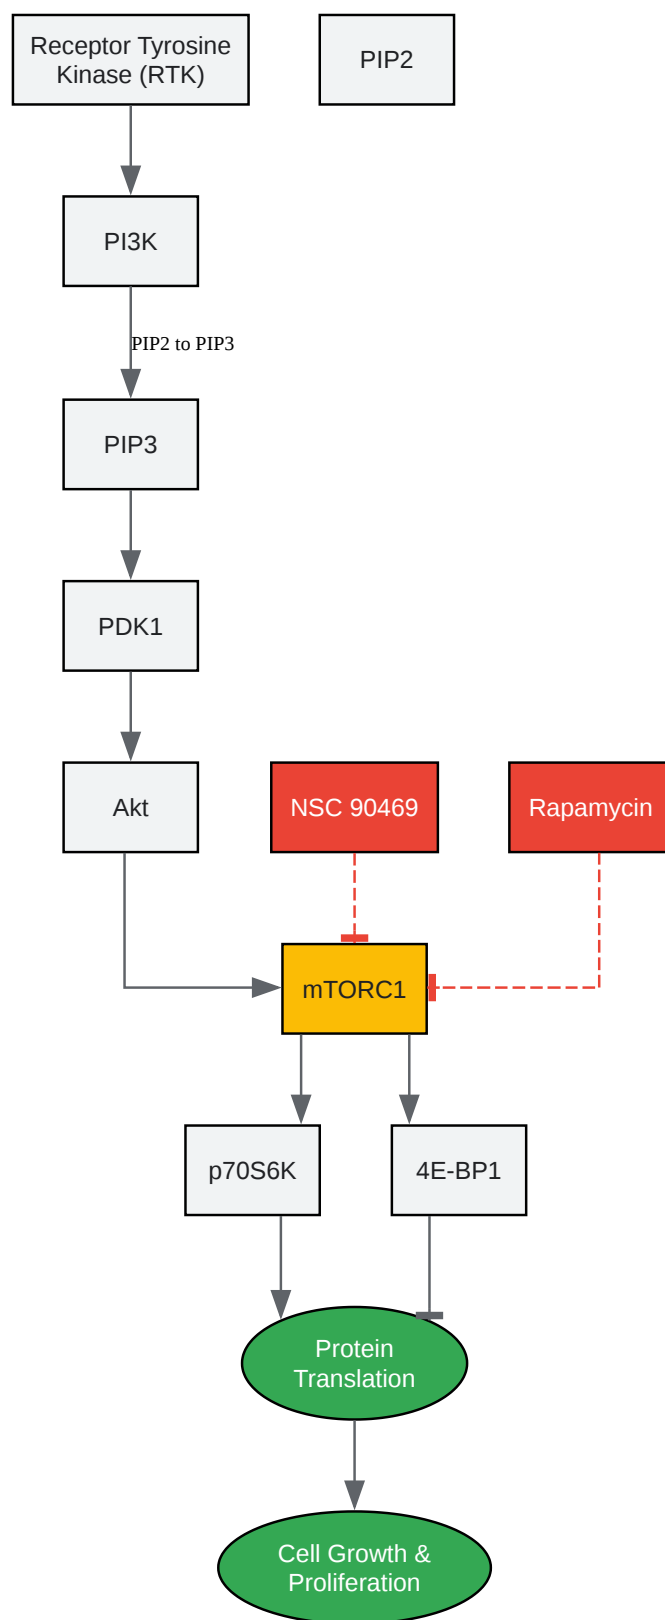 Receptor Tyrosine
Kinase (RTK)
PIP2
PI3K
PIP2 to PIP3
PIP3
PDK1
Akt
NSC 90469
Rapamycin
mTORC1
p70S6K
4E-BP1
Protein
Translation
Cell Growth &
Proliferation